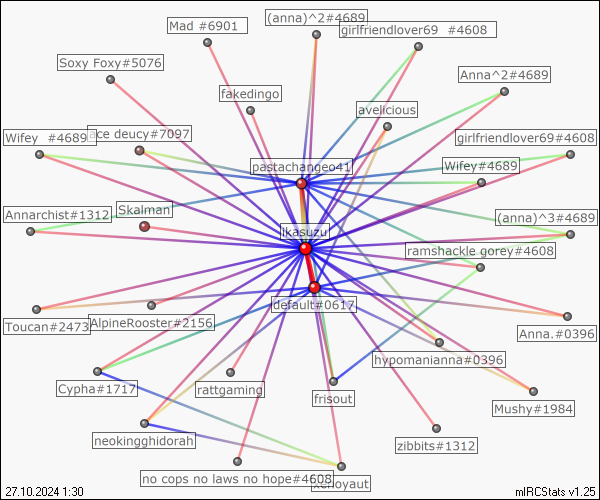 Mad #6901
(anna)^2#4689
girlfriendlover69  #4608
Soxy Foxy#5076
Anna^2#4689
fakedingo
avelicious
Wifey  #4689
ace deucy#7097
girlfriendlover69#4608
pastachangeo41
Wifey#4689
Annarchist#1312
Skalman
(anna)^3#4689
ikasuzu
ramshackle gorey#4608
default#0617
Toucan#2473
AlpineRooster#2156
Anna.#0396
hypomanianna#0396
Cypha#1717
rattgaming
frisout
Mushy#1984
neokingghidorah
zibbits#1312
no cops no laws no hope#4608
27.10.2024 1:30
mIRCStats v1.25